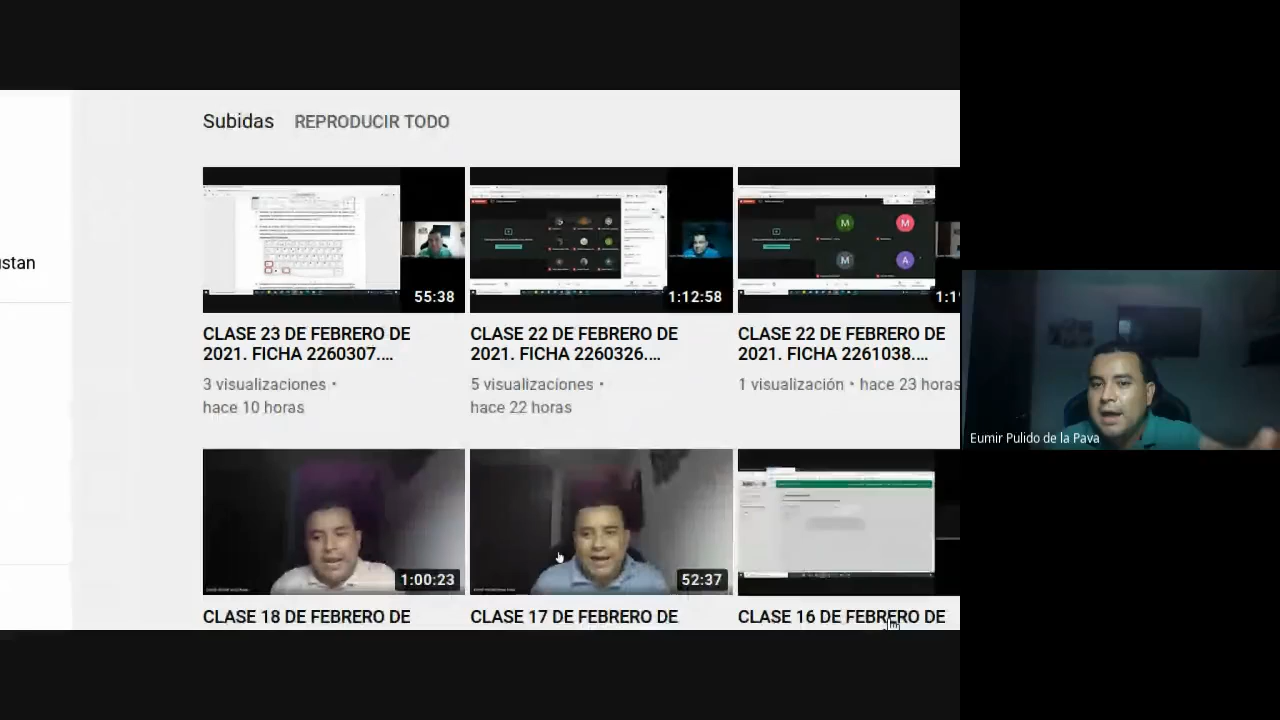 Subidas REPRODUCIR TODO
ustan
55:38
1:12:58
1:1
CLASE 23 DE FEBRERO DE
2021. FICHA 2260307....
3 visualizaciones •
hace 10 horas
CLASE 22 DE FEBRERO DE
2021. FICHA 2260326....
5 visualizaciones •
hace 22 horas
CLASE 22 DE FEBRERO DE
2021. FICHA 2261038....
1 visualización • hace 23 horas
M
M
M
A
Eumir Pulido de la Pava
1:00:23
52:37
CLASE 18 DE FEBRERO DE
CLASE 17 DE FEBRERO DE
CLASE 16 DE FEBRERO DE